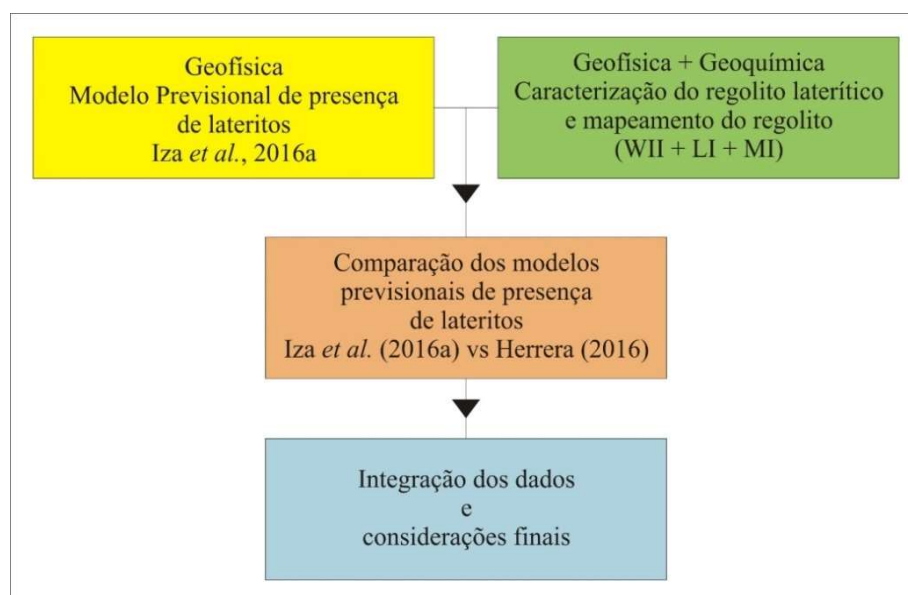 Geofísica
Modelo Previsional de presença
de lateritos
Iza et al., 2016a
Geofísica + Geoquímica
Caracterização do regolito laterítico
e mapeamento do regolito
(WII + LI + MI)
Comparação dos modelos
previsionais de presença
de lateritos
Iza et al. (2016a) vs Herrera (2016)
Integração dos dados
e
considerações finais